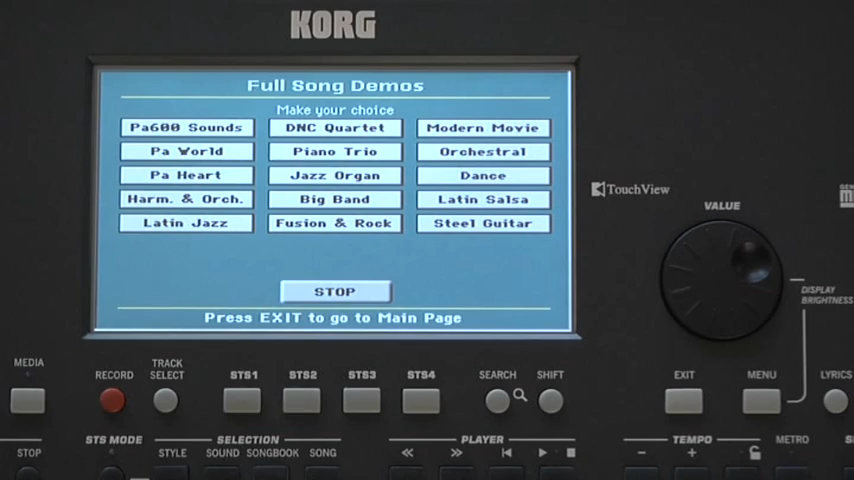 KORG
Full Song Demos
Make your choice
Pa600 Sounds DNC Quartet Modern Movie
Pa World Piano Trio Orchestral
Pa Heart Jazz Organ Dance
Harm. & Orch. Big Band Latin Salsa
Latin Jazz Fusion & Rock Steel Guitar
STOP
Press EXIT to go to Main Page
TouchView
VALUE
DISPLAY
BRIGHTNESS
MEDIA
RECORD
TRACK
SELECT
STS1 STS2 STS3 STS4
SEARCH SHIFT
EXIT MENU LYRICS
STOP
STS MODE
SELECTION
STYLE SOUND SONGBOOK SONG
PLAYER
TEMPO
- +
METRO